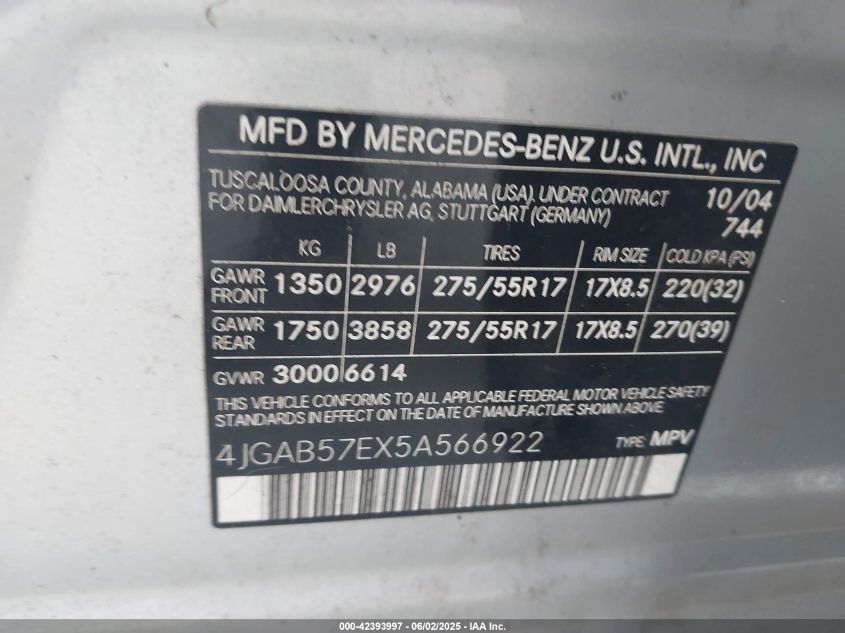 MFD BY MERCEDES-BENZ U.S. INTL., INC
TUSCALOOSA COUNTY, ALABAMA (USA). UNDER CONTRACT 10/04
FOR DAIMLERCHRYSLER AG, STUTTGART (GERMANY) 744
KG LB TIRES RIM SIZE COLD KPA (PSI)
GAWR FRONT 1350 2976 275/55R17 17X8.5 220(32)
GAWR REAR 1750 3858 275/55R17 17X8.5 270(39)
GVWR 3000 6614
THIS VEHICLE CONFORMS TO ALL APPLICABLE FEDERAL MOTOR VEHICLE SAFETY
STANDARDS IN EFFECT ON THE DATE OF MANUFACTURE SHOWN ABOVE.
4JGAB57EX5A566922 TYPE: MPV
000-42393997 - 06/02/2025 - IAA Inc.